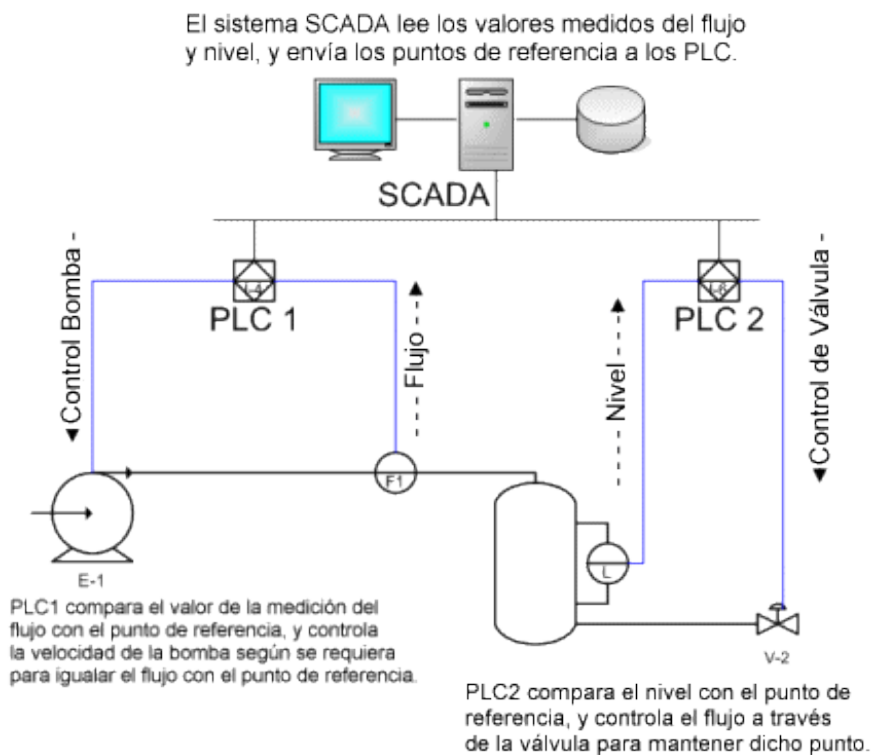 El sistema SCADA lee los valores medidos del flujo
y nivel, y envía los puntos de referencia a los PLC.
SCADA
Control Bomba
I-4
PLC 1
Flujo
Nivel
I-6
PLC 2
Control de Válvula
F1
E-1
L
V-2
PLC1 compara el valor de la medición del
flujo con el punto de referencia, y controla
la velocidad de la bomba según se requiera
para igualar el flujo con el punto de referencia.
PLC2 compara el nivel con el punto de
referencia, y controla el flujo a través
de la válvula para mantener dicho punto.